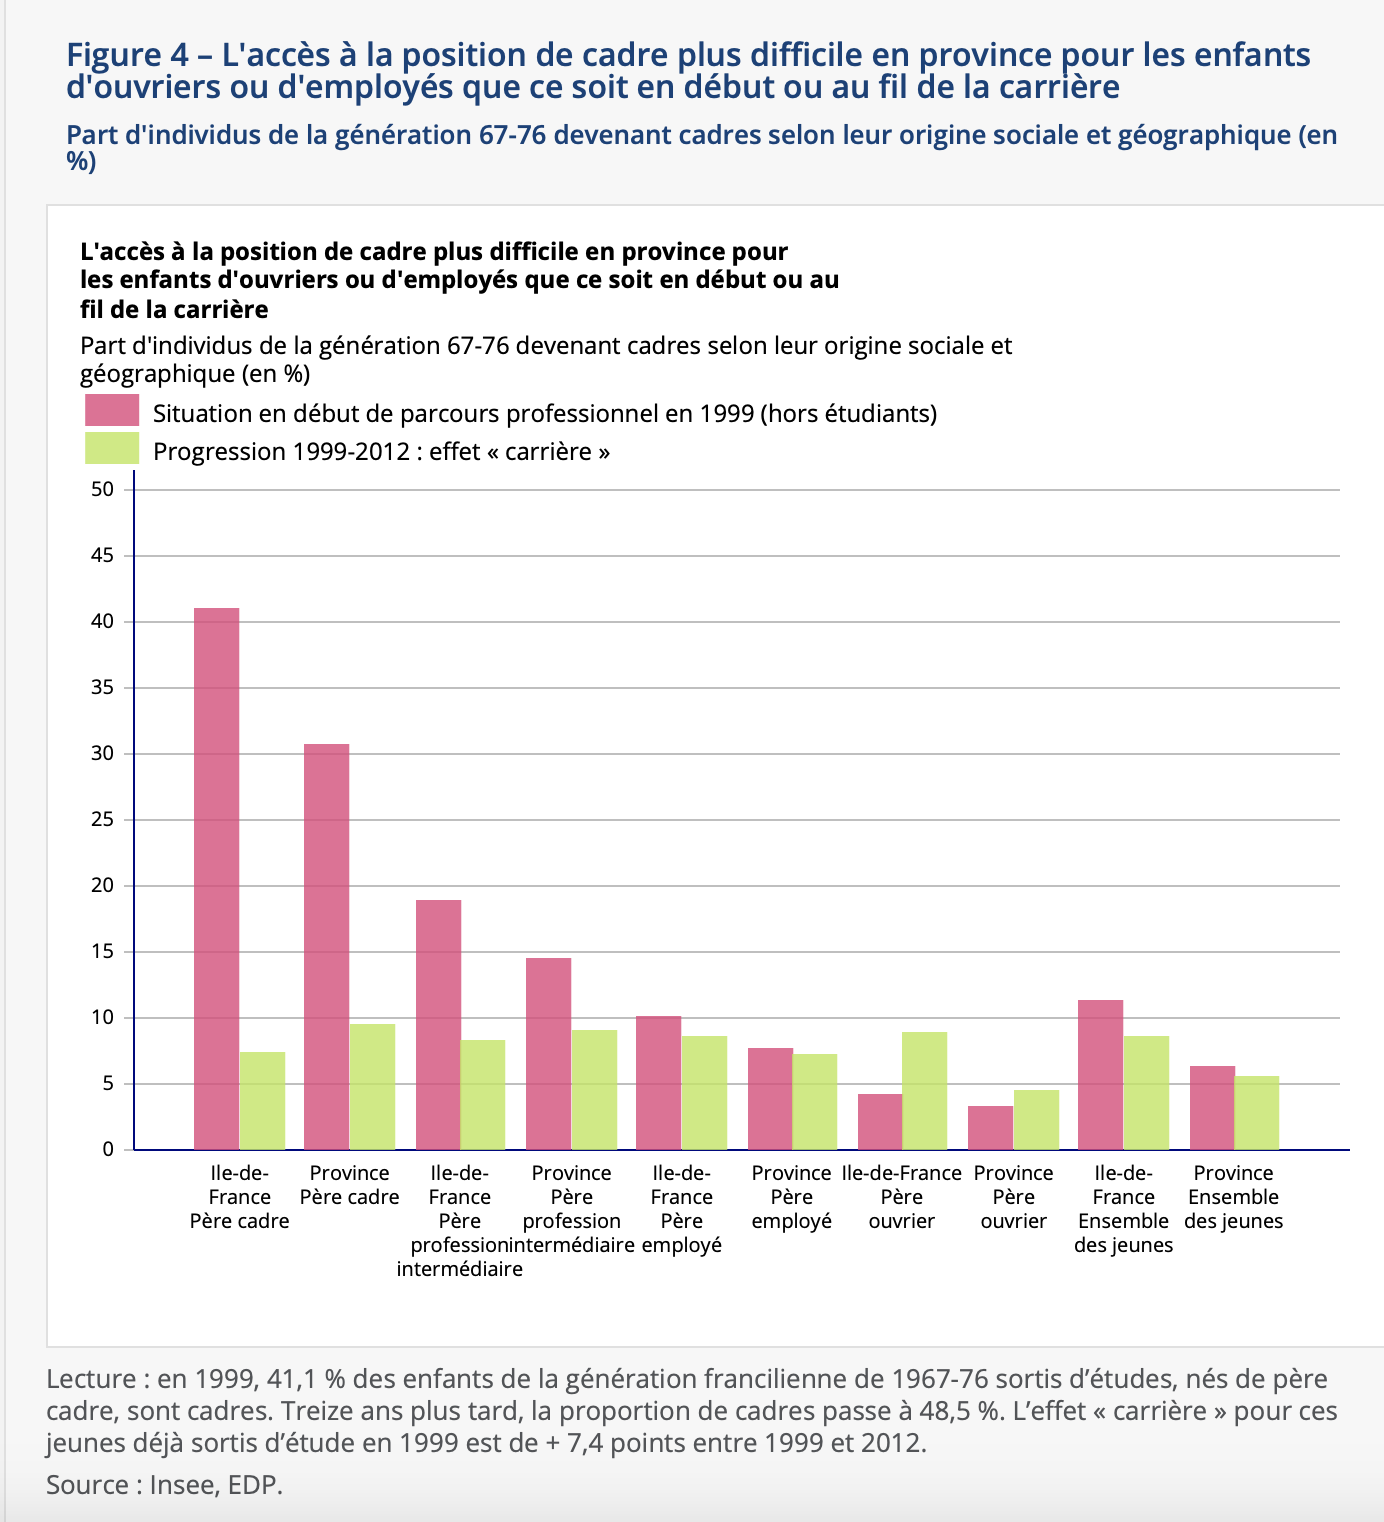 Figure 4 – L'accès à la position de cadre plus difficile en province pour les enfants
d'ouvriers ou d'employés que ce soit en début ou au fil de la carrière
Part d'individus de la génération 67-76 devenant cadres selon leur origine sociale et géographique (en
%)
L'accès à la position de cadre plus difficile en province pour
les enfants d'ouvriers ou d'employés que ce soit en début ou au
fil de la carrière
Part d'individus de la génération 67-76 devenant cadres selon leur origine sociale et
géographique (en %)
Situation en début de parcours professionnel en 1999 (hors étudiants)
Progression 1999-2012 : effet « carrière »
50
45
40
35
30
25
20
15
10
5
0
Ile-de-
France
Père cadre
Province
Père cadre
Ile-de-
France
Père
profession
intermédiaire
Province
Père
profession
intermédiaire
Ile-de-
France
Père
employé
Province
Père
employé
Ile-de-France
Père
ouvrier
Province
Père
ouvrier
Ile-de-
France
Ensemble
des jeunes
Province
Ensemble
des jeunes
Lecture : en 1999, 41,1 % des enfants de la génération francilienne de 1967-76 sortis d’études, nés de père
cadre, sont cadres. Treize ans plus tard, la proportion de cadres passe à 48,5 %. L’effet « carrière » pour ces
jeunes déjà sortis d’étude en 1999 est de + 7,4 points entre 1999 et 2012.
Source : Insee, EDP.